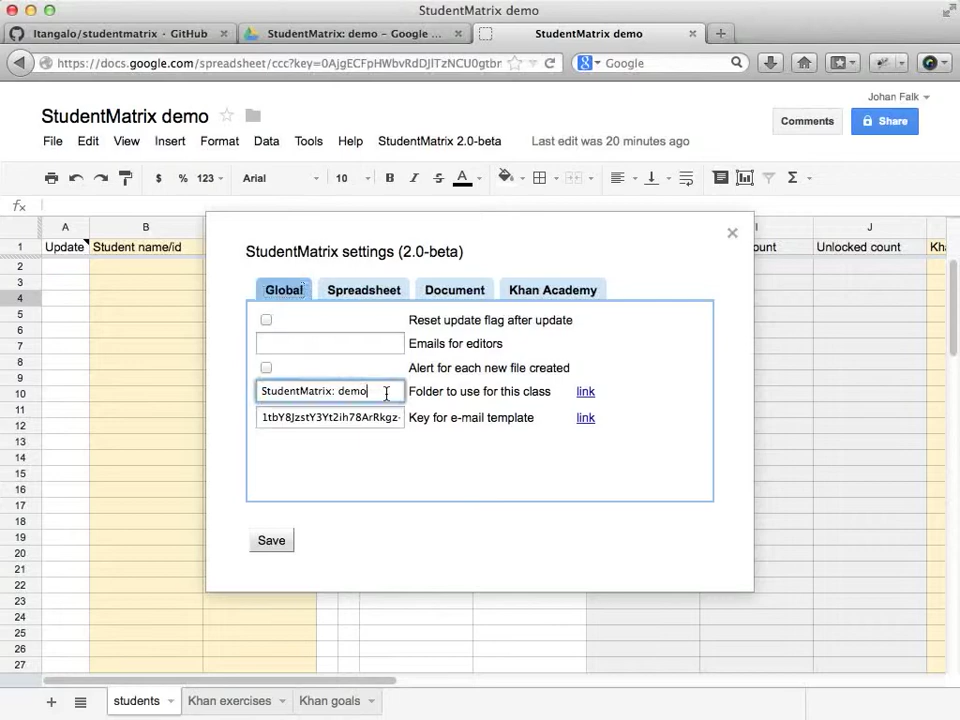 StudentMatrix demo
Itangalo/studentmatrix · GitHub
StudentMatrix: demo – Google ...
StudentMatrix demo
https://docs.google.com/spreadsheet/ccc?key=0AjgECFpHWbvRdDJlTzNCU0gtbr
Google
StudentMatrix demo
Johan Falk
Comments
Share
File Edit View Insert Format Data Tools Help StudentMatrix 2.0-beta Last edit was 20 minutes ago
$ % 123 Arial 10 B I S A Σ
fx
A B J
1 Update Student name/id ount Unlocked count Kha
2
3
4
5
6
7
8
9
10
11
12
13
14
15
16
17
18
19
20
21
22
23
24
25
26
27
StudentMatrix settings (2.0-beta)
Global Spreadsheet Document Khan Academy
Reset update flag after update
Emails for editors
Alert for each new file created
StudentMatrix: demo Folder to use for this class link
1tbY8JzstY3Yt2ih78ArRkgz- Key for e-mail template link
Save
students Khan exercises Khan goals